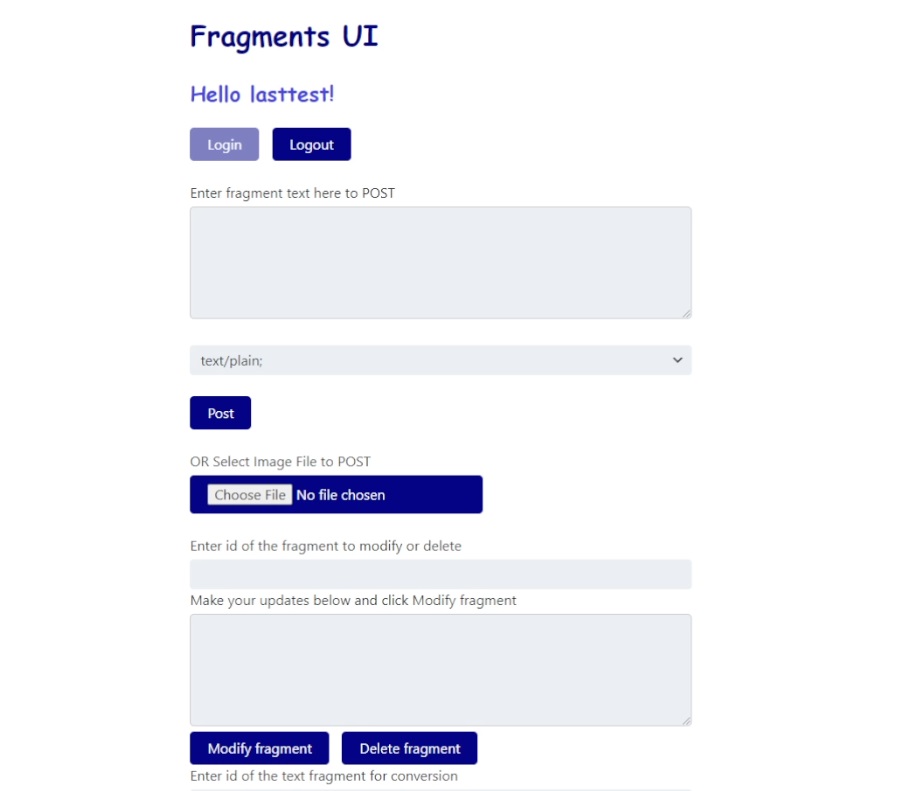 Fragments UI
Hello lasttest!
Login Logout
Enter fragment text here to POST
text/plain;
Post
OR Select Image File to POST
Choose File No file chosen
Enter id of the fragment to modify or delete
Make your updates below and click Modify fragment
Modify fragment Delete fragment
Enter id of the text fragment for conversion